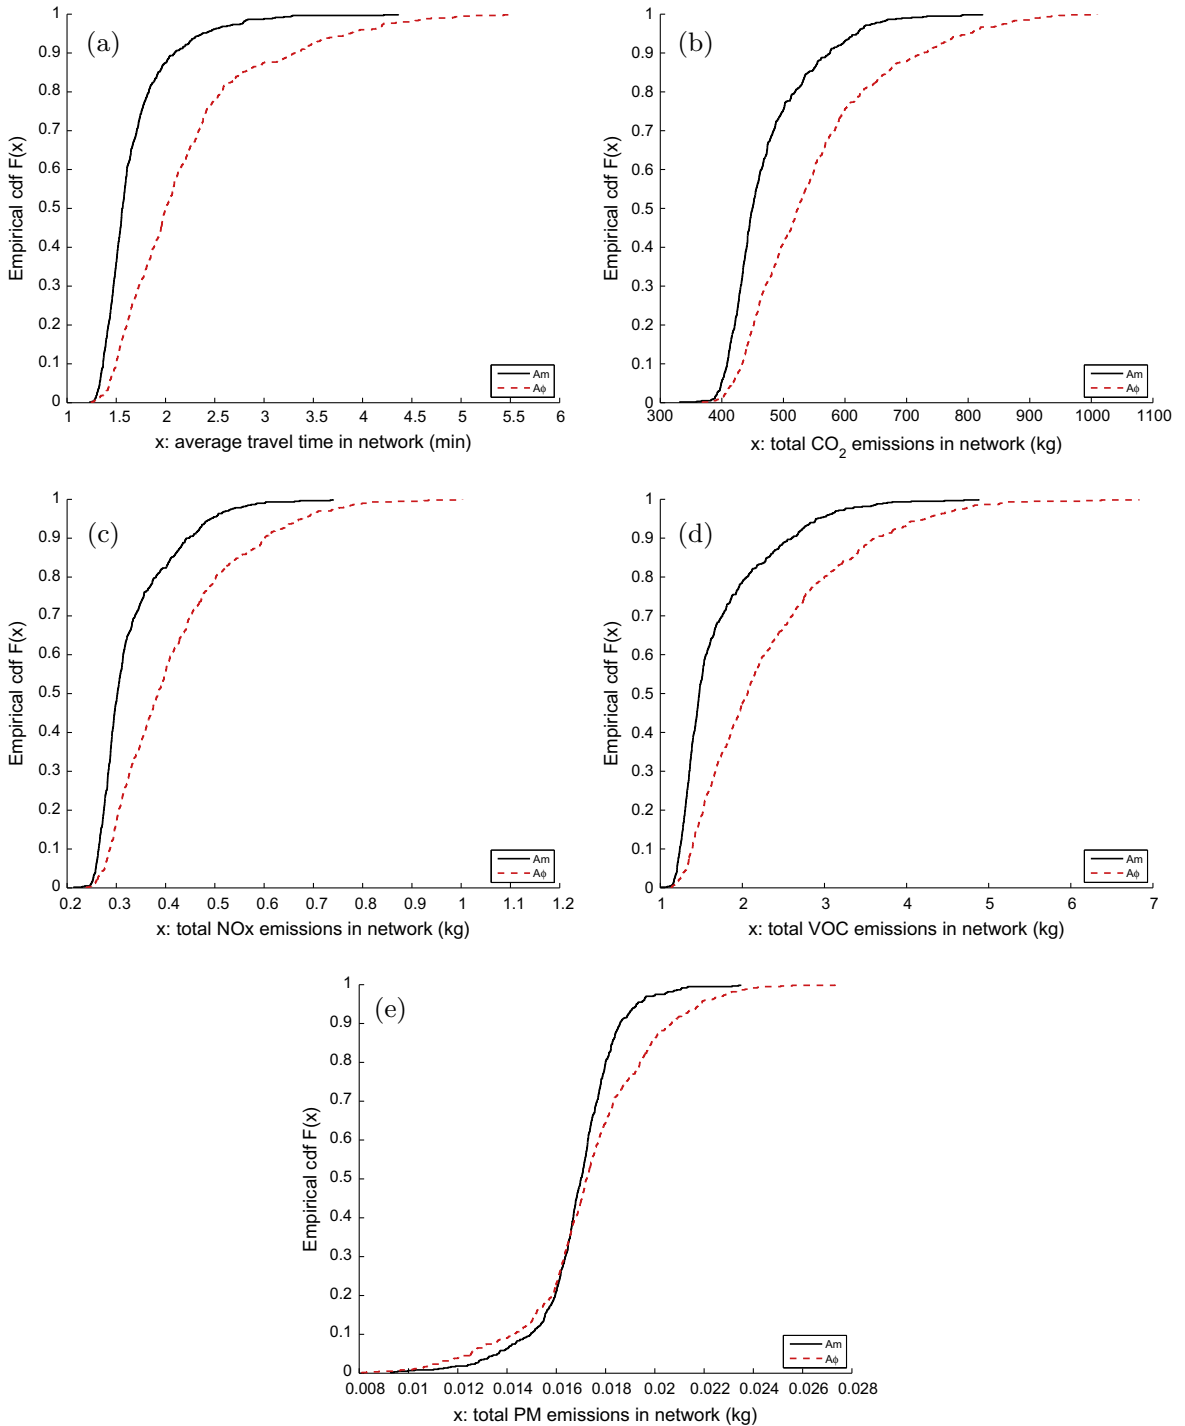 (a)
Empirical cdf F(x)
1
0.9
0.8
0.7
0.6
0.5
0.4
0.3
0.2
0.1
0
1 1.5 2 2.5 3 3.5 4 4.5 5 5.5 6
x: average travel time in network (min)
Am
Aϕ
(b)
Empirical cdf F(x)
1
0.9
0.8
0.7
0.6
0.5
0.4
0.3
0.2
0.1
0
300 400 500 600 700 800 900 1000 1100
x: total CO₂ emissions in network (kg)
Am
Aϕ
(c)
Empirical cdf F(x)
1
0.9
0.8
0.7
0.6
0.5
0.4
0.3
0.2
0.1
0
0.2 0.3 0.4 0.5 0.6 0.7 0.8 0.9 1 1.1 1.2
x: total NOx emissions in network (kg)
Am
Aϕ
(d)
Empirical cdf F(x)
1
0.9
0.8
0.7
0.6
0.5
0.4
0.3
0.2
0.1
0
1 2 3 4 5 6 7
x: total VOC emissions in network (kg)
Am
Aϕ
(e)
Empirical cdf F(x)
1
0.9
0.8
0.7
0.6
0.5
0.4
0.3
0.2
0.1
0
0.008 0.01 0.012 0.014 0.016 0.018 0.02 0.022 0.024 0.026 0.028
x: total PM emissions in network (kg)
Am
Aϕ